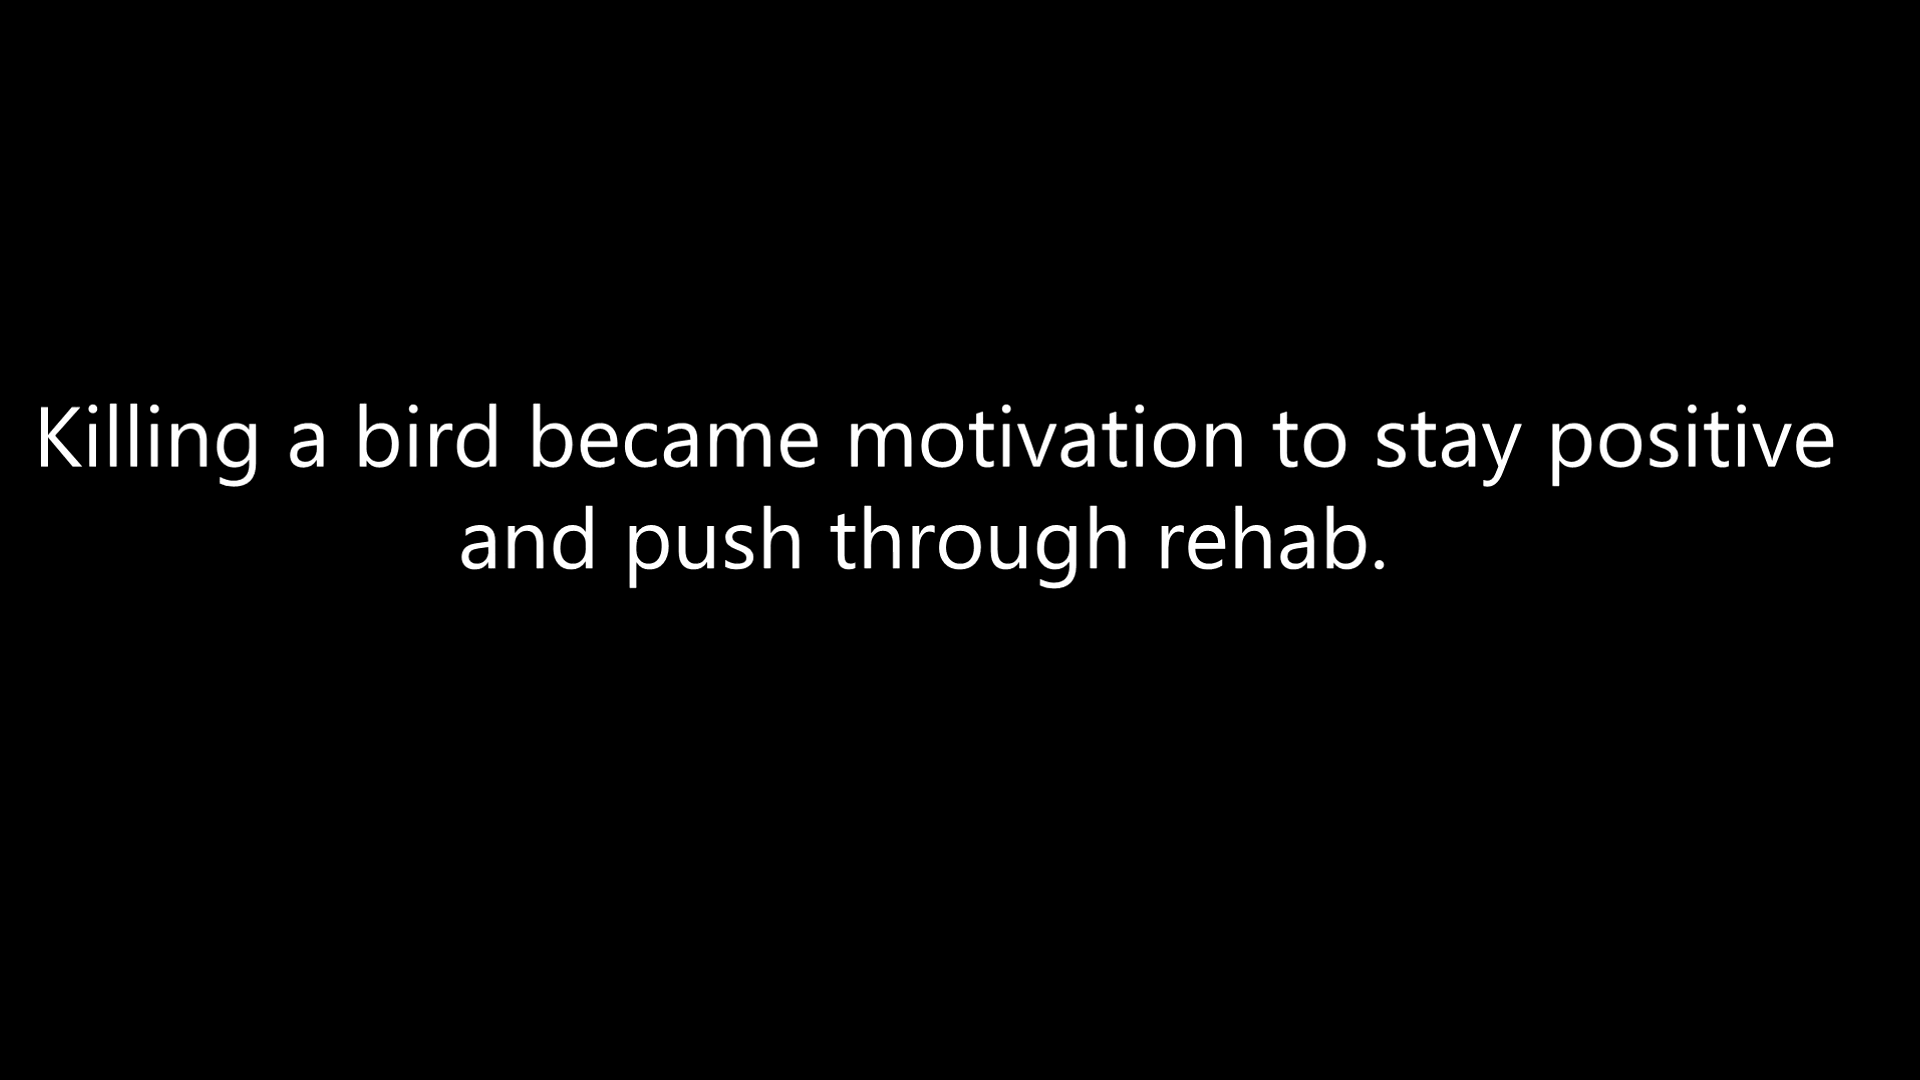 Killing a bird became motivation to stay positive
and push through rehab.